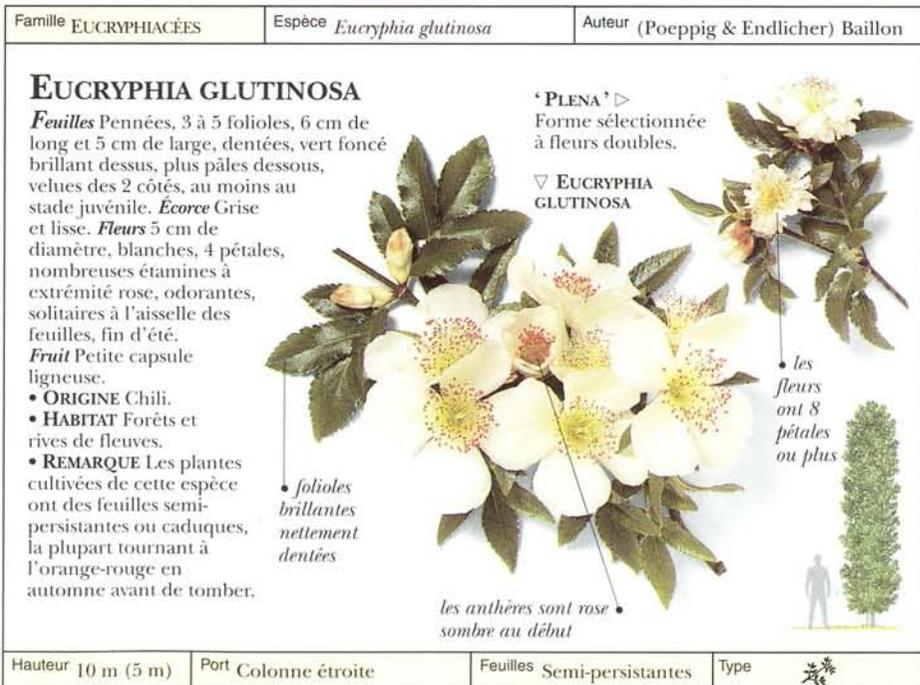 Famille EUCRYPHIACÉES
Espèce Eucryphia glutinosa
Auteur (Poeppig & Endlicher) Baillon
EUCRYPHIA GLUTINOSA
Feuilles Pennées, 3 à 5 folioles, 6 cm de
long et 5 cm de large, dentées, vert foncé
brillant dessus, plus pâles dessous,
velues des 2 côtés, au moins au
stade juvénile. Écorce Grise
et lisse. Fleurs 5 cm de
diamètre, blanches, 4 pétales,
nombreuses étamines à
extrémité rose, odorantes,
solitaires à l'aisselle des
feuilles, fin d'été.
Fruit Petite capsule
ligneuse.
• ORIGINE Chili.
• HABITAT Forêts et
rives de fleuves.
• REMARQUE Les plantes
cultivées de cette espèce
ont des feuilles semi-
persistantes ou caduques,
la plupart tournant à
l'orange-rouge en
automne avant de tomber.
'PLENA' ▷
Forme sélectionnée
à fleurs doubles.
▽ EUCRYPHIA
GLUTINOSA
• les
fleurs
ont 8
pétales
ou plus
• folioles
brillantes
nettement
dentées
les anthères sont rose •
sombre au début
Hauteur 10 m (5 m)
Port Colonne étroite
Feuilles Semi-persistantes
Type